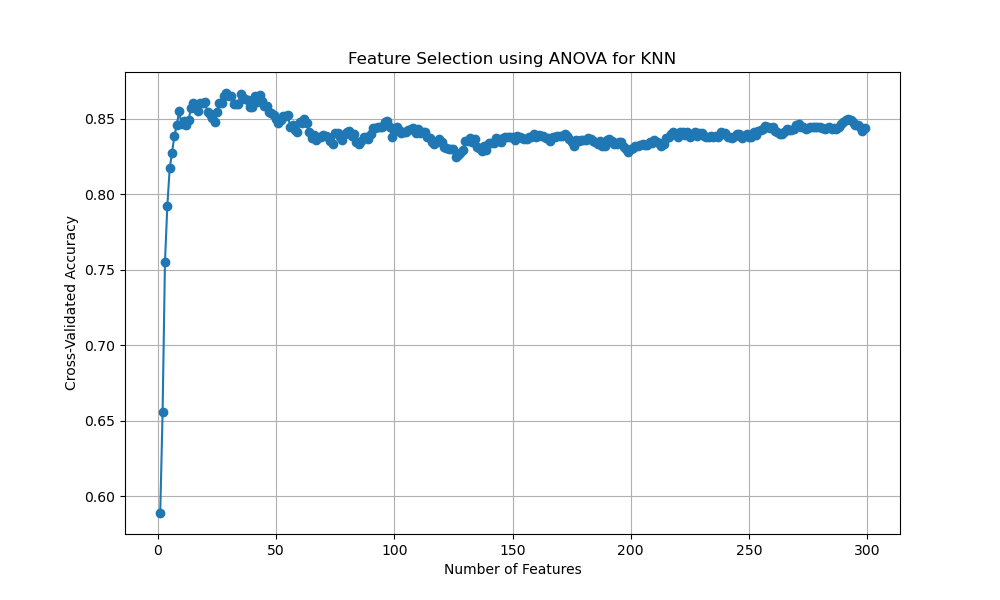 Feature Selection using ANOVA for KNN
Cross-Validated Accuracy
0.85
0.80
0.75
0.70
0.65
0.60
0 50 100 150 200 250 300
Number of Features